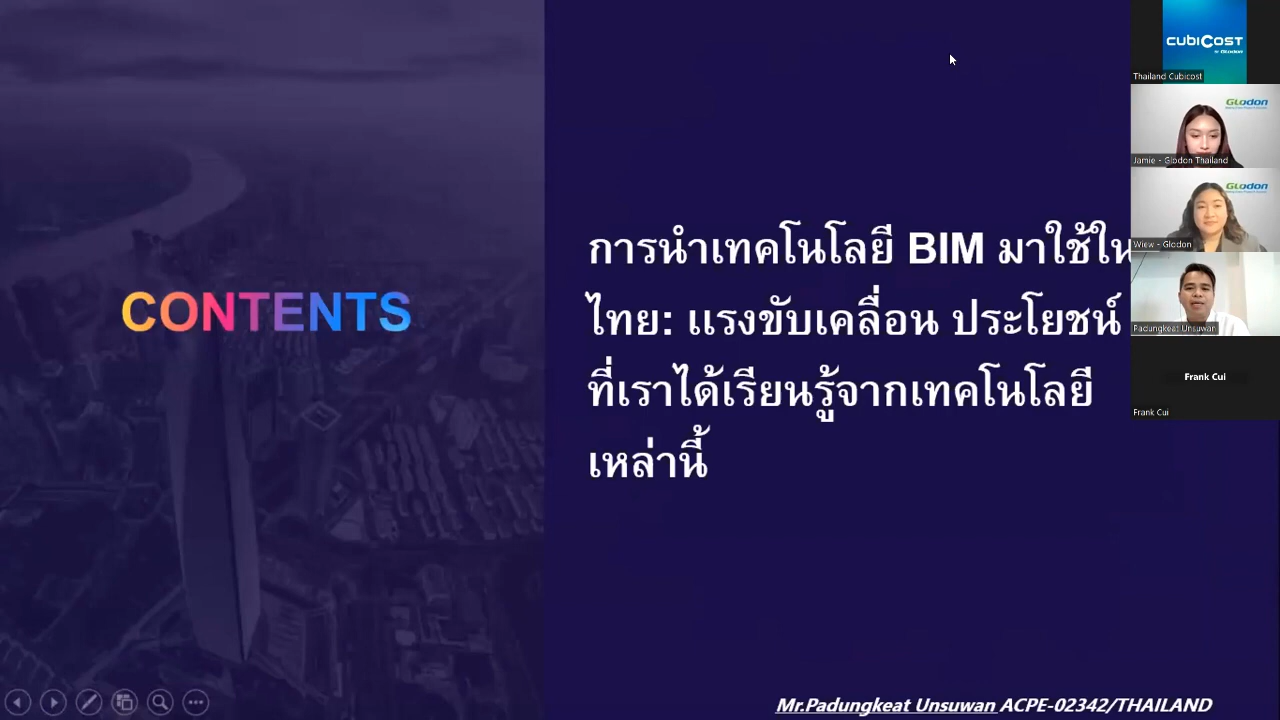 CONTENTS
การนำเทคโนโลยี BIM มาใช้ใน
ไทย: แรงขับเคลื่อน ประโยชน์
ที่เราได้เรียนรู้จากเทคโนโลยี
เหล่านี้
Mr.Padungkeat Unsuwan ACPE-02342/THAILAND
CUBICOST
BY GLODON
Thailand Cubicost
Glodon
Jamie - Glodon Thailand
Glodon
Wiew - Glodon
Padungkeat Unsuwan
Frank Cui
Frank Cui